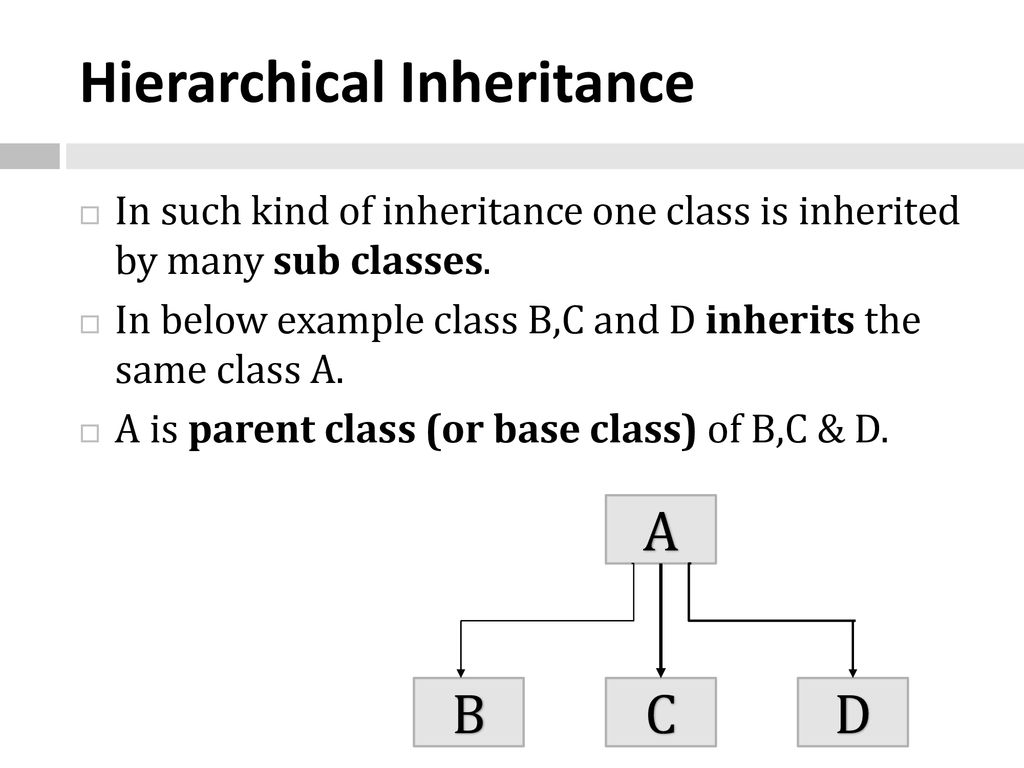 Hierarchical Inheritance
In such kind of inheritance one class is inherited
by many sub classes.
In below example class B,C and D inherits the
same class A.
A is parent class (or base class) of B,C & D.
A
B C D